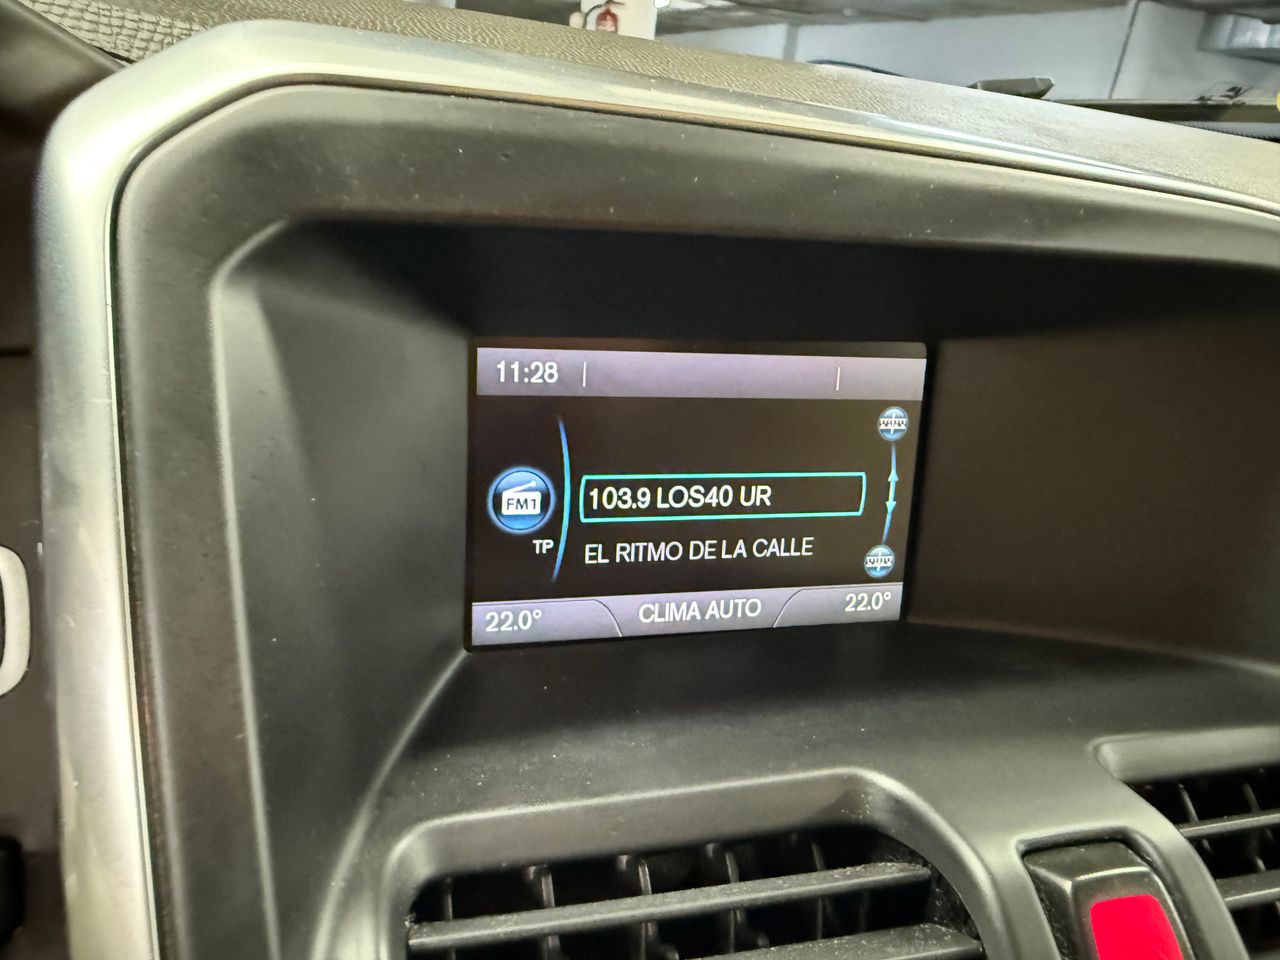 11:28
FM1
103.9 LOS40 UR
TP
EL RITMO DE LA CALLE
22.0°
CLIMA AUTO
22.0°